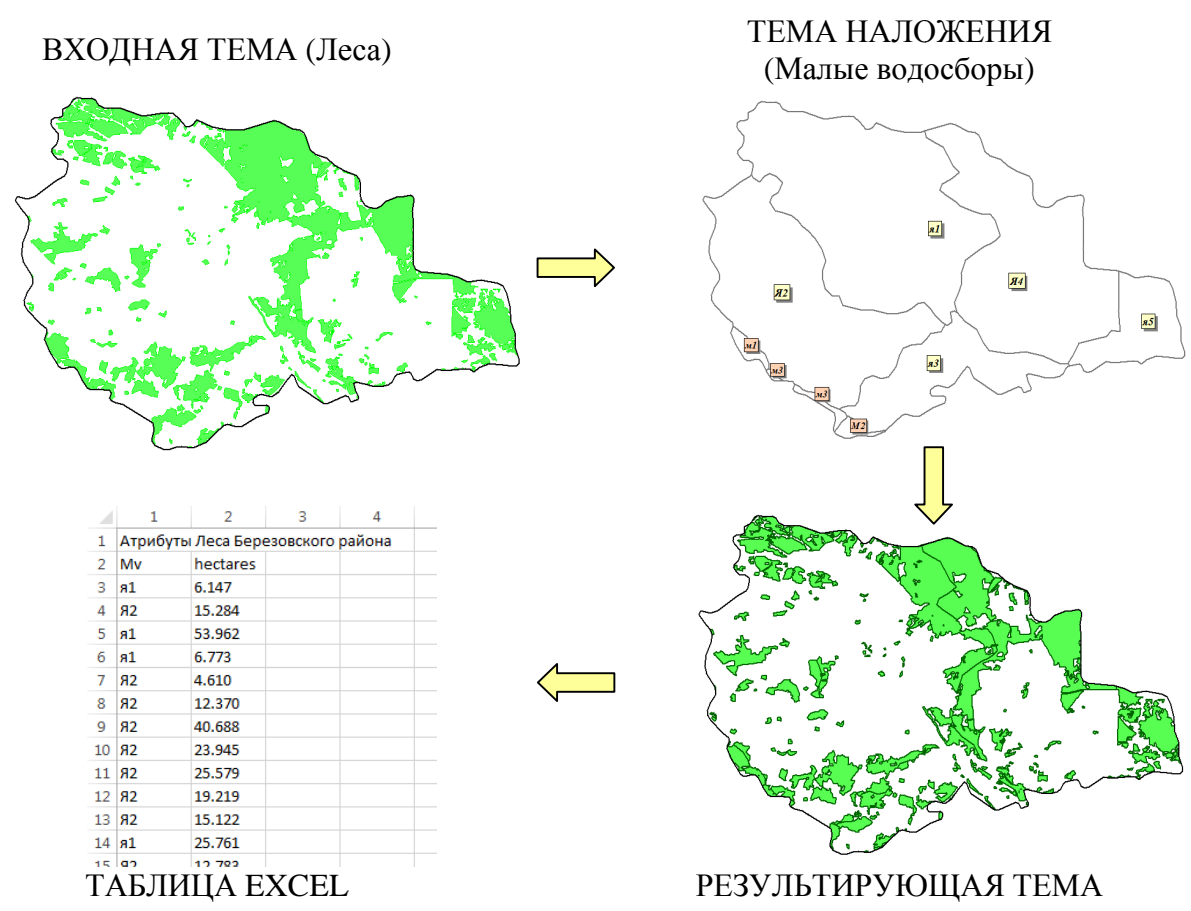 ВХОДНАЯ ТЕМА (Леса)
ТЕМА НАЛОЖЕНИЯ
(Малые водосборы)
я1
Я4
Я2
я5
м1
я3
м3
м3
М2
1 2 3 4
1 Атрибуты Леса Березовского района
2 Mv hectares
3 я1 6.147
4 Я2 15.284
5 я1 53.962
6 я1 6.773
7 Я2 4.610
8 Я2 12.370
9 Я2 40.688
10 Я2 23.945
11 Я2 25.579
12 Я2 19.219
13 Я2 15.122
14 я1 25.761
15 Я2 12.783
ТАБЛИЦА EXCEL
РЕЗУЛЬТИРУЮЩАЯ ТЕМА